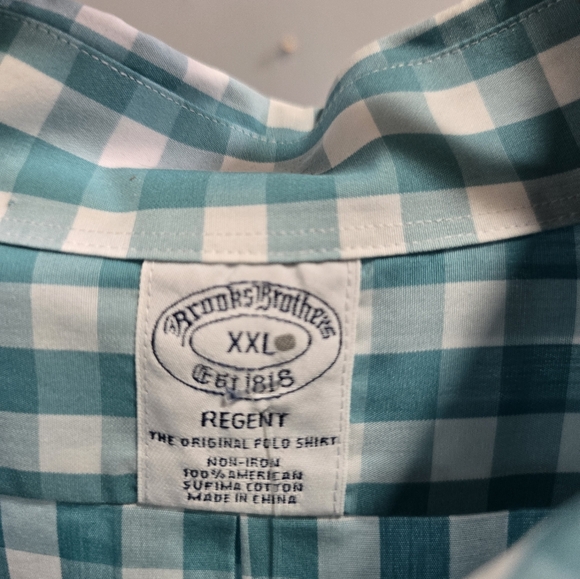 Brooks Brothers
XXL
EST 1818
REGENT
THE ORIGINAL POLO SHIRT
NON-IRON
100% AMERICAN
SUPIMA COTTON
MADE IN CHINA